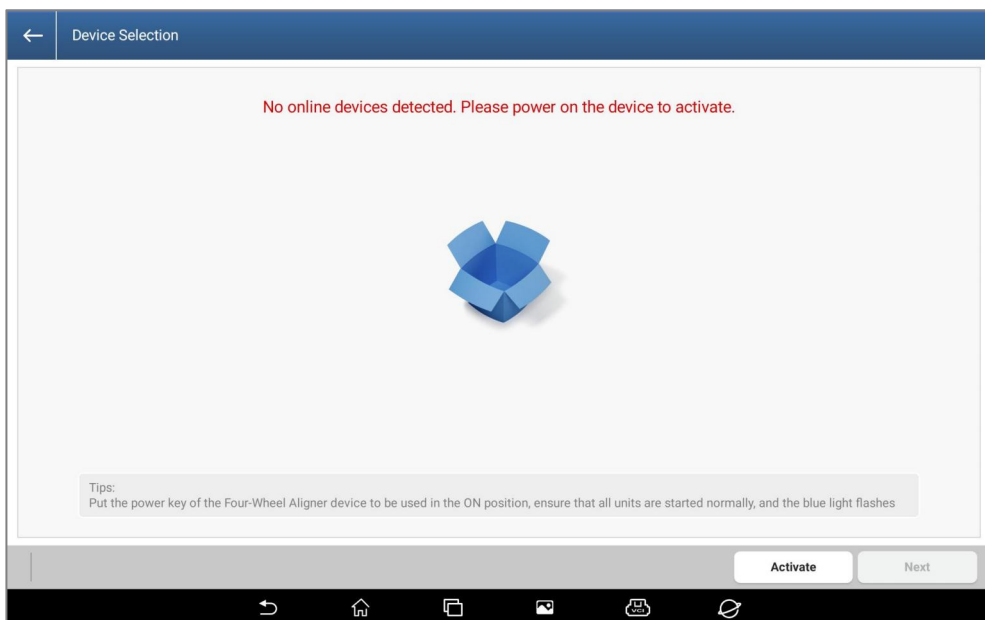 Device Selection
No online devices detected. Please power on the device to activate.
Tips:
Put the power key of the Four-Wheel Aligner device to be used in the ON position, ensure that all units are started normally, and the blue light flashes
Activate
Next
VCI